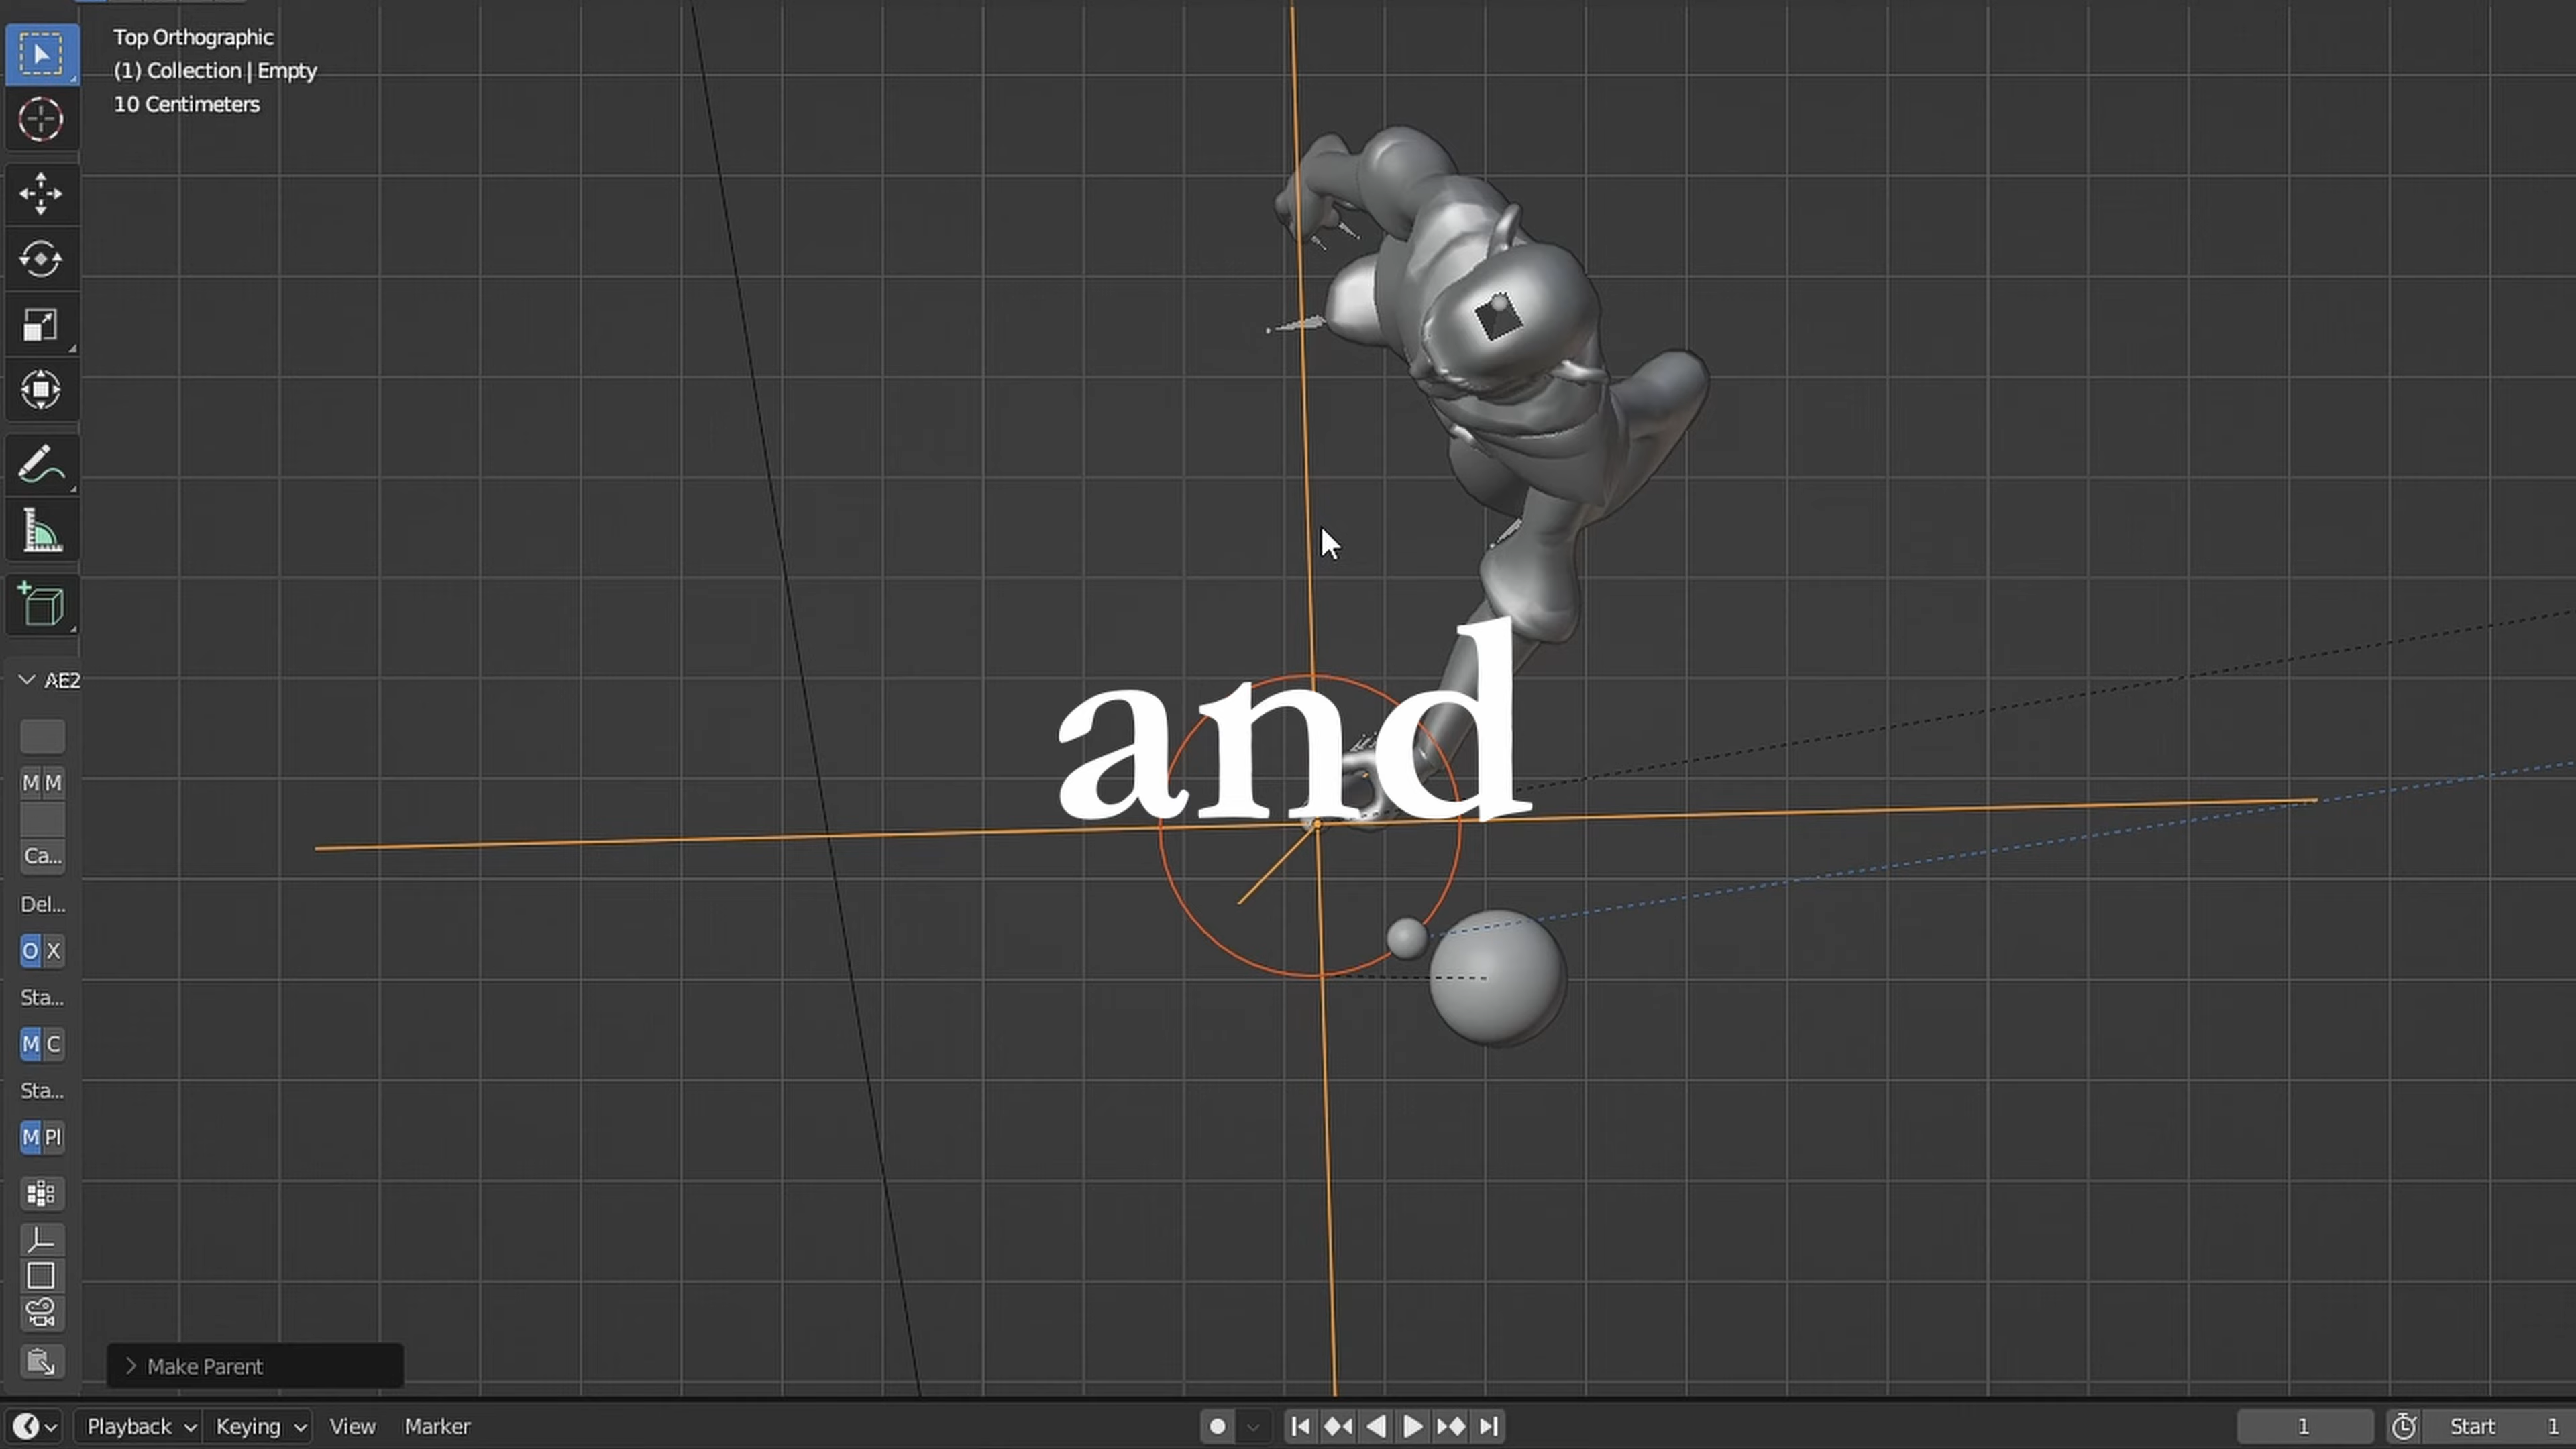 Top Orthographic
(1) Collection | Empty
10 Centimeters
AE2
M M
Ca...
Del...
O X
Sta...
M C
Sta...
M Pl
and
Make Parent
Playback Keying View Marker 1 Start 1